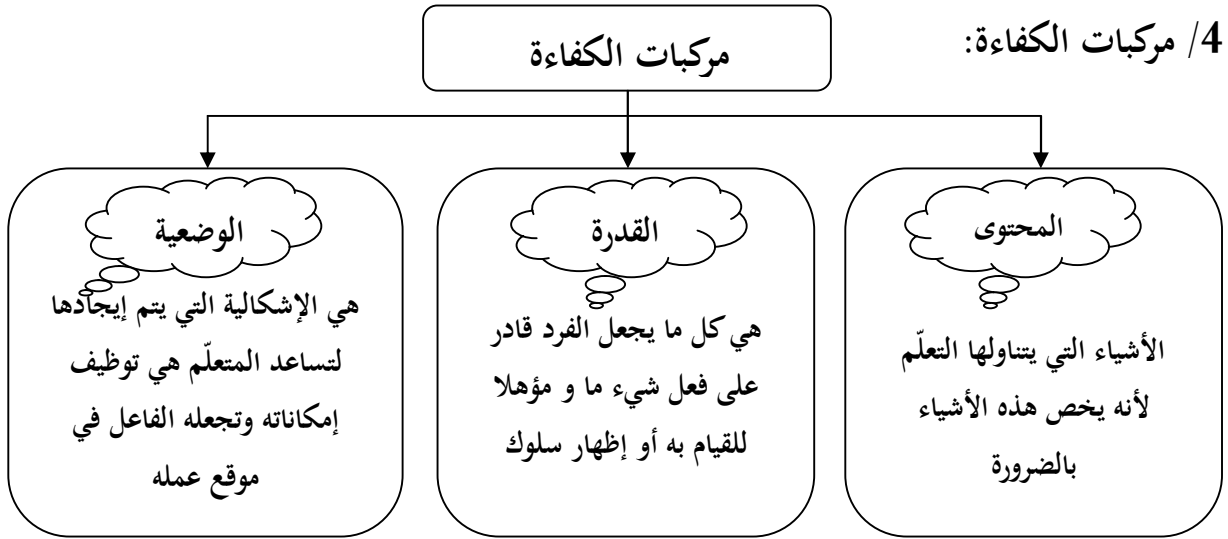 4/ مركبات الكفاءة:
مركبات الكفاءة
المحتوى
الأشياء التي يتناولها التعلّم
لأنه يخص هذه الأشياء
بالضرورة
القدرة
هي كل ما يجعل الفرد قادر
على فعل شيء ما و مؤهلا
للقيام به أو إظهار سلوك
الوضعية
هي الإشكالية التي يتم إيجادها
لتساعد المتعلّم هي توظيف
إمكاناته وتجعله الفاعل في
موقع عمله